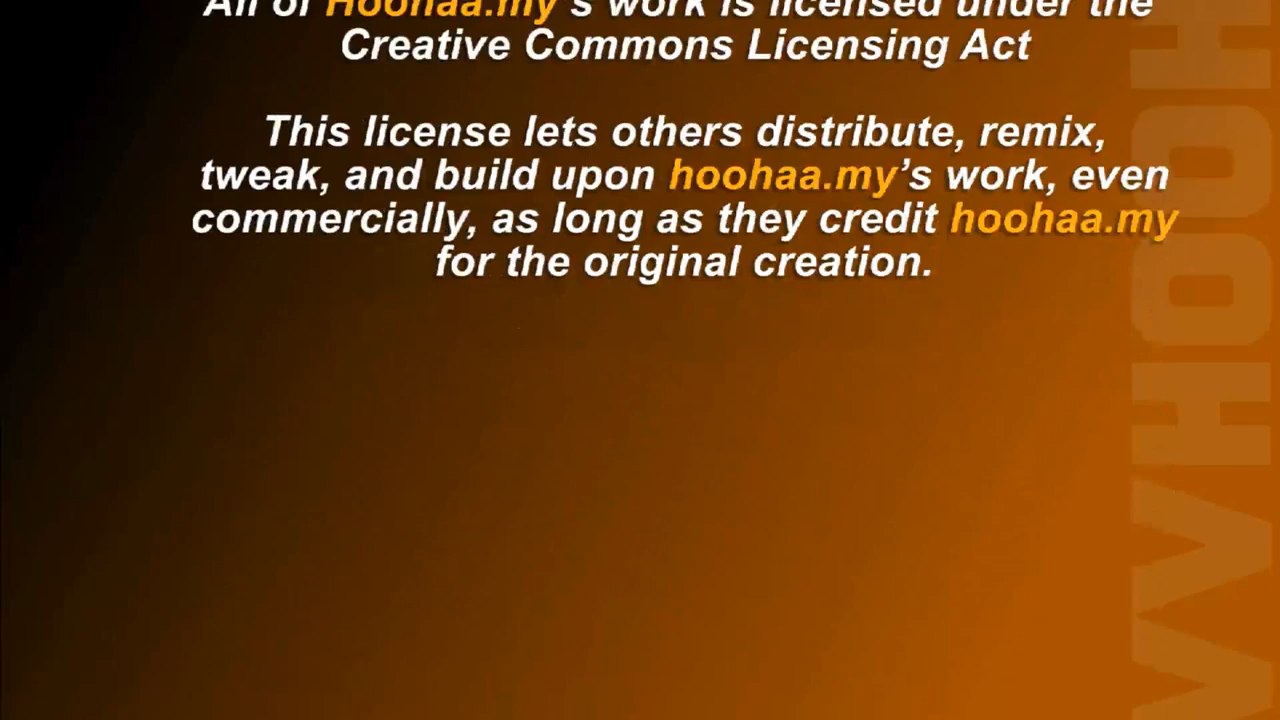 All of Hoohaa.my's work is licensed under the
Creative Commons Licensing Act
This license lets others distribute, remix,
tweak, and build upon hoohaa.my’s work, even
commercially, as long as they credit hoohaa.my
for the original creation.
WHOOH